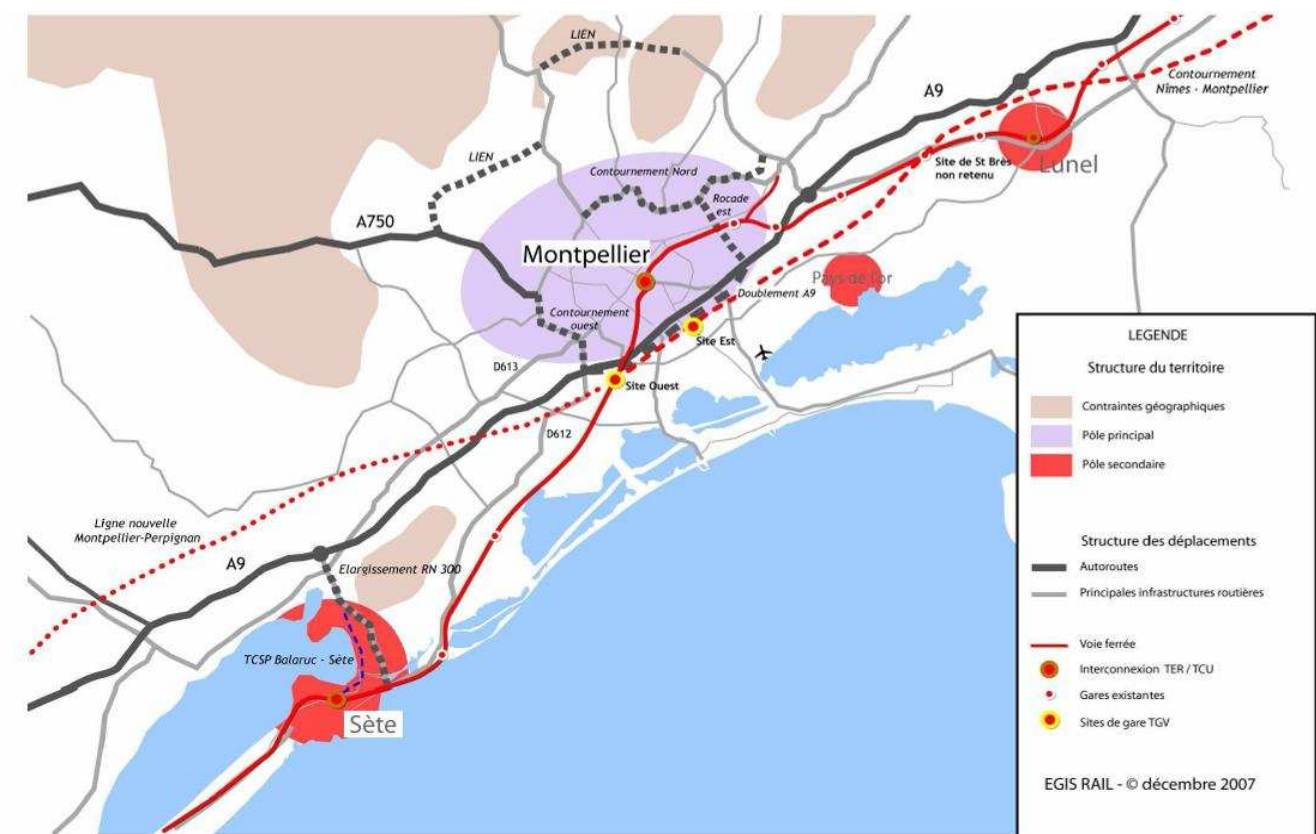 LIEN
A9
Contournement
Nîmes - Montpellier
LIEN
Contournement Nord
Site de St Brès
non retenu
Lunel
Rocade
est
A750
Montpellier
Pays de l'or
Doublement A9
Contournement
ouest
Site Est
D613
Site Ouest
D612
Ligne nouvelle
Montpellier-Perpignan
A9
Elargissement RN 300
TCSP Balaruc - Sète
Sète
LEGENDE
Structure du territoire
Contraintes géographiques
Pôle principal
Pôle secondaire
Structure des déplacements
Autoroutes
Principales infrastructures routières
Voie ferrée
Interconnexion TER / TCU
Gares existantes
Sites de gare TGV
EGIS RAIL - © décembre 2007